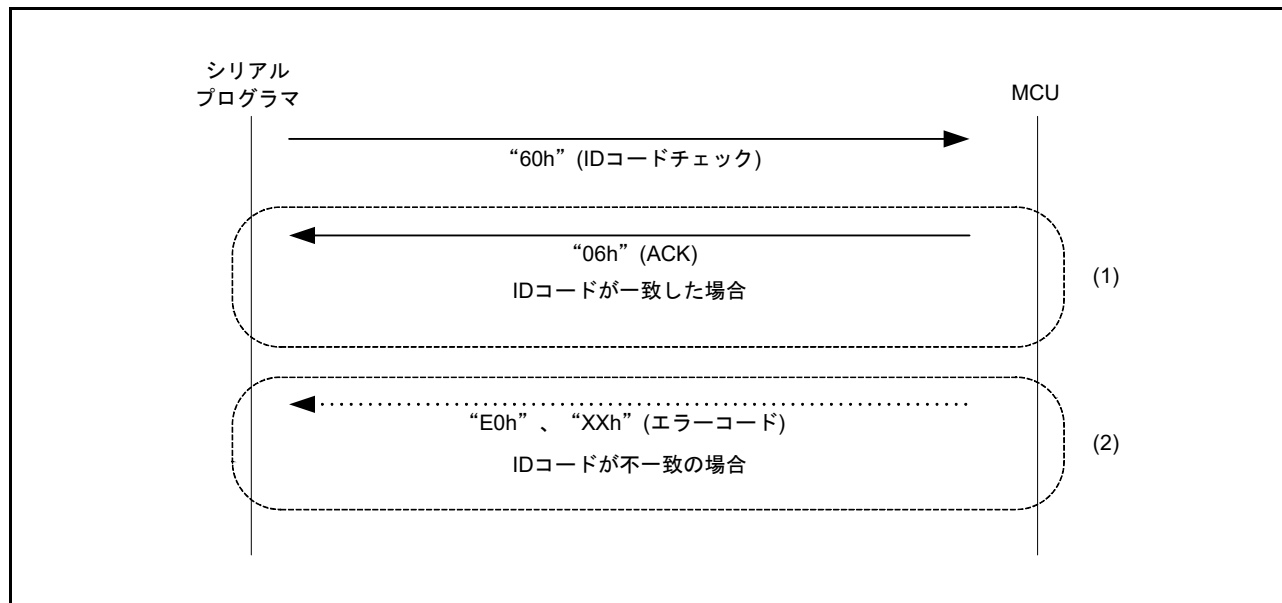 シリアル
プログラマ
MCU
“60h” (IDコードチェック)
“06h” (ACK)
IDコードが一致した場合
(1)
“E0h” 、 “XXh” (エラーコード)
IDコードが不一致の場合
(2)